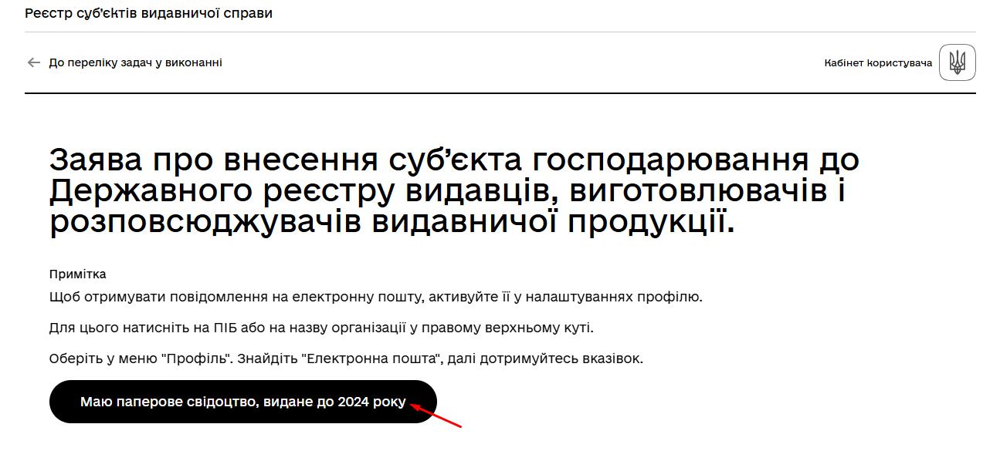 Реєстр суб’єктів видавничої справи
До переліку задач у виконанні
Кабінет користувача
Заява про внесення суб’єкта господарювання до
Державного реєстру видавців, виготовлювачів і
розповсюджувачів видавничої продукції.
Примітка
Щоб отримувати повідомлення на електронну пошту, активуйте її у налаштуваннях профілю.
Для цього натисніть на ПІБ або на назву організації у правому верхньому куті.
Оберіть у меню "Профіль". Знайдіть "Електронна пошта", далі дотримуйтесь вказівок.
Маю паперове свідоцтво, видане до 2024 року